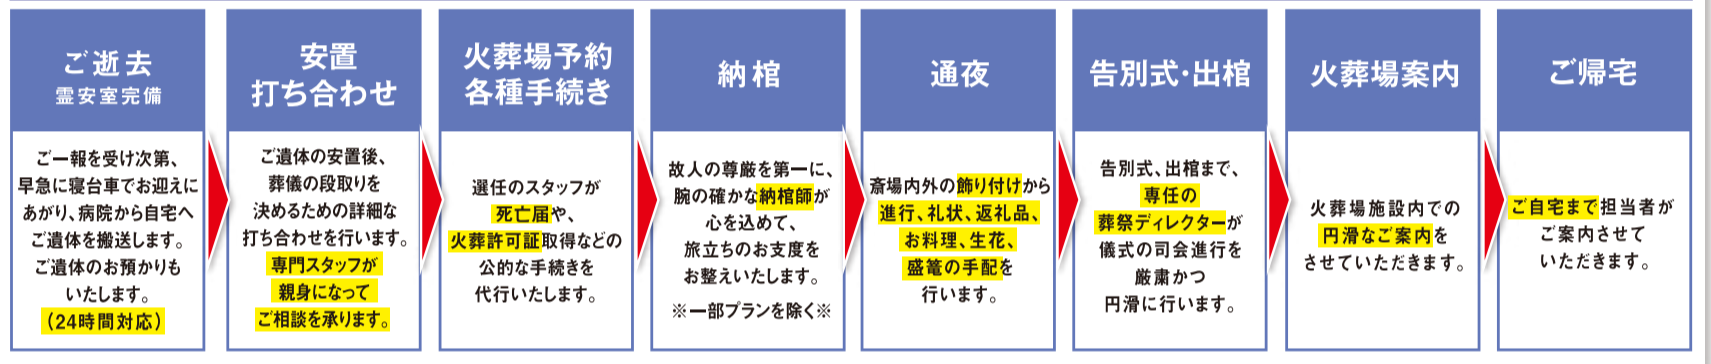 ご逝去
霊安室完備
ご一報を受け次第、
早急に寝台車でお迎えに
あがり、病院から自宅へ
ご遺体を搬送します。
ご遺体のお預かりも
いたします。
（24時間対応）
安置
打ち合わせ
ご遺体の安置後、
葬儀の段取りを
決めるための詳細な
打ち合わせを行います。
専門スタッフが
親身になって
ご相談を承ります。
火葬場予約
各種手続き
選任のスタッフが
死亡届や、
火葬許可証取得などの
公的な手続きを
代行いたします。
納棺
故人の尊厳を第一に、
腕の確かな納棺師が
心を込めて、
旅立ちのお支度を
お整えいたします。
※一部プランを除く※
通夜
斎場内外の飾り付けから
進行、礼状、返礼品、
お料理、生花、
盛篭の手配を
行います。
告別式・出棺
告別式、出棺まで、
専任の
葬祭ディレクターが
儀式の司会進行を
厳粛かつ
円滑に行います。
火葬場案内
火葬場施設内での
円滑なご案内を
させていただきます。
ご帰宅
ご自宅まで担当者が
ご案内させて
いただきます。